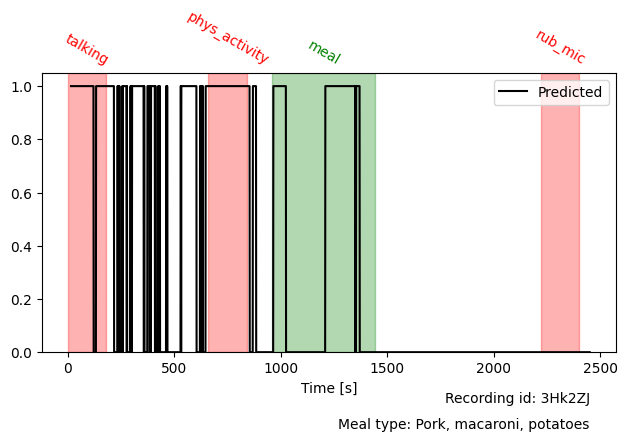 talking
phys_activity
meal
rub_mic
Predicted
1.0
0.8
0.6
0.4
0.2
0.0
0
500
1000
1500
2000
2500
Time [s]
Recording id: 3Hk2ZJ
Meal type: Pork, macaroni, potatoes